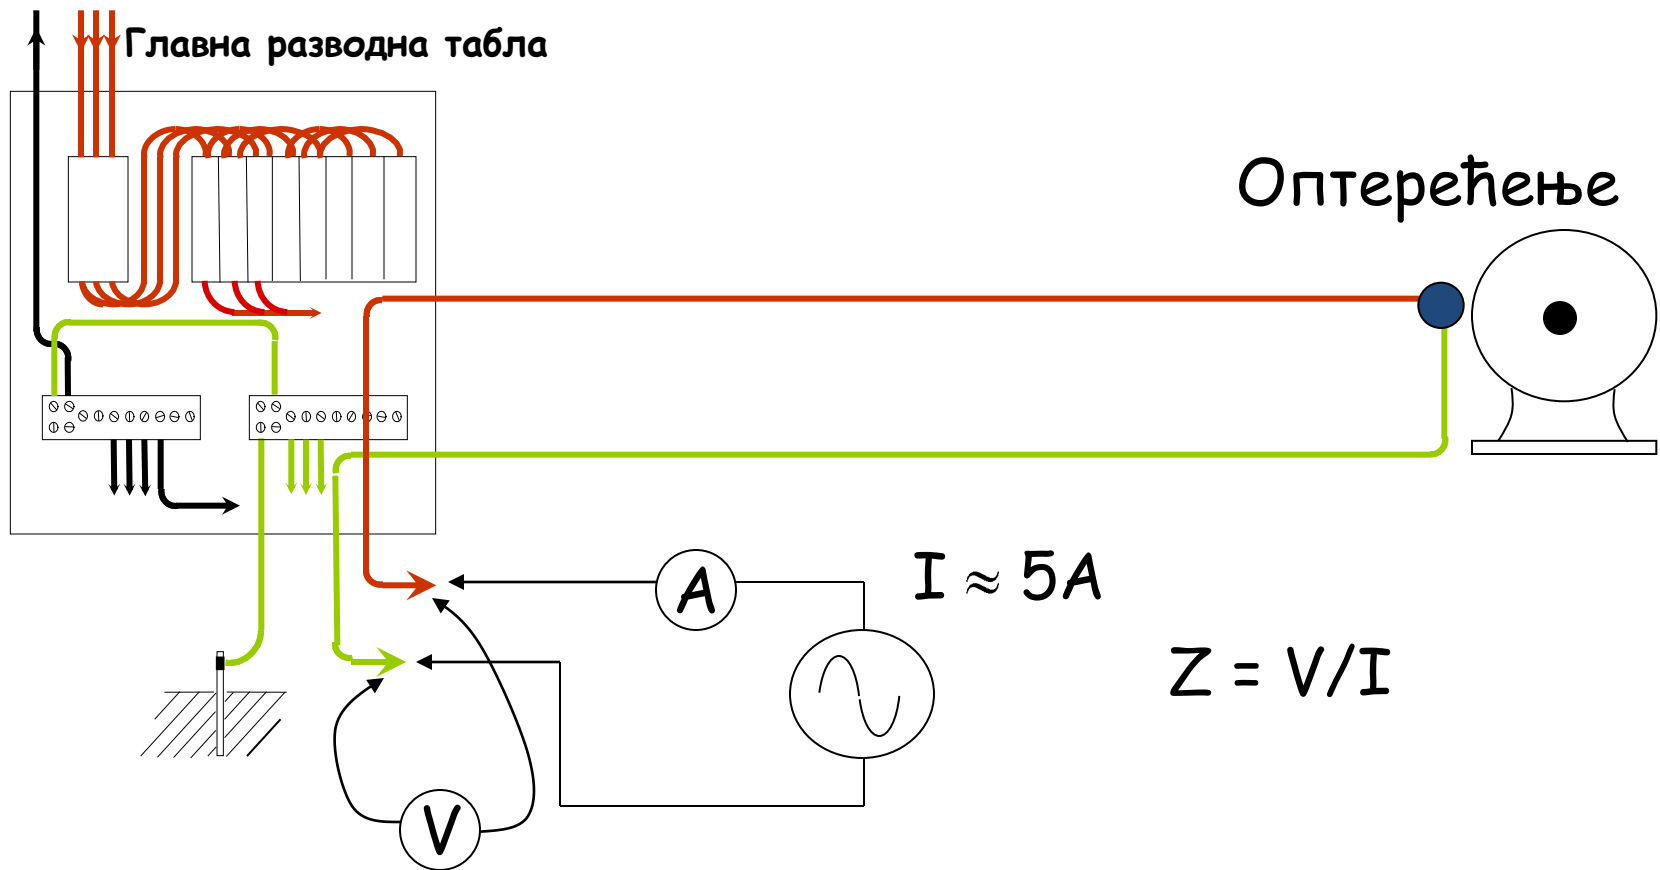 Главна разводна табла
Оптерећење
I ≈ 5A
A
Z = V/I
V